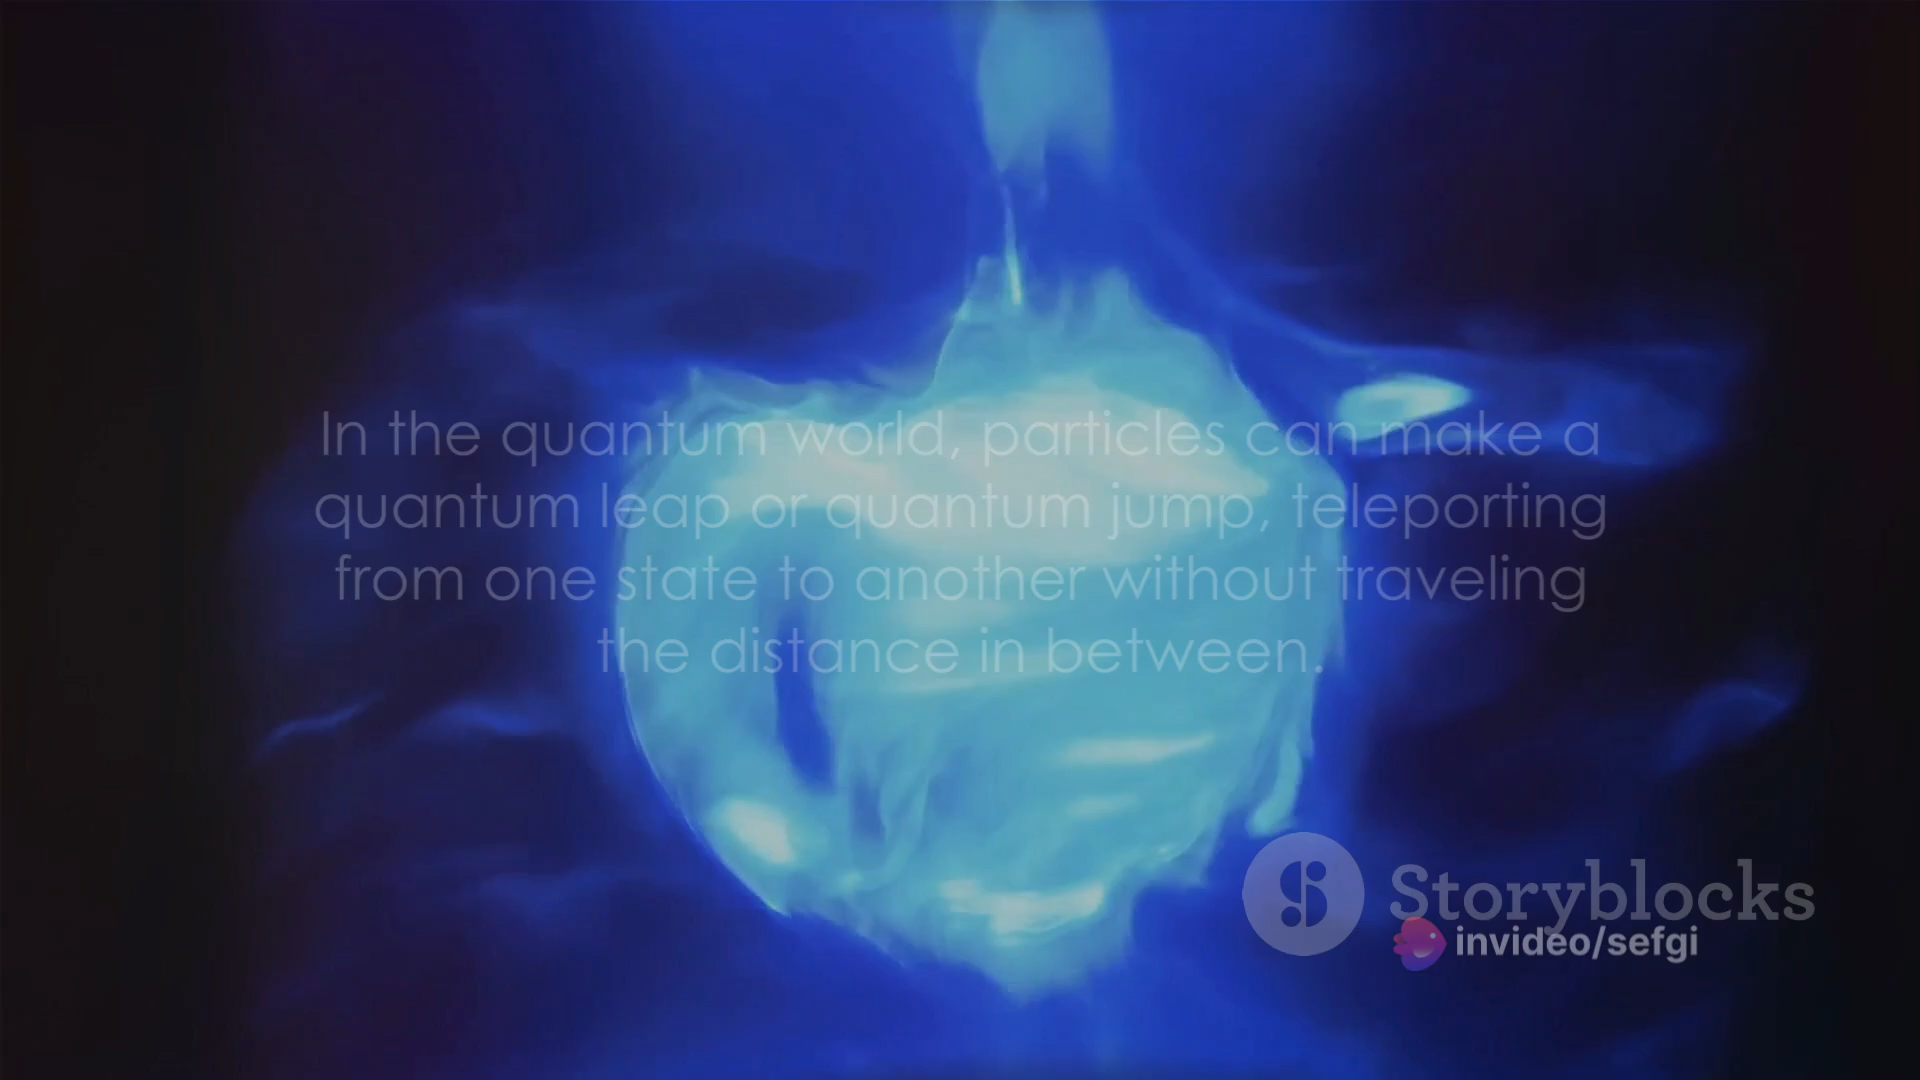 In the quantum world, particles can make a
quantum leap or quantum jump, teleporting
from one state to another without traveling
the distance in between.
Storyblocks
invideo/sefgi